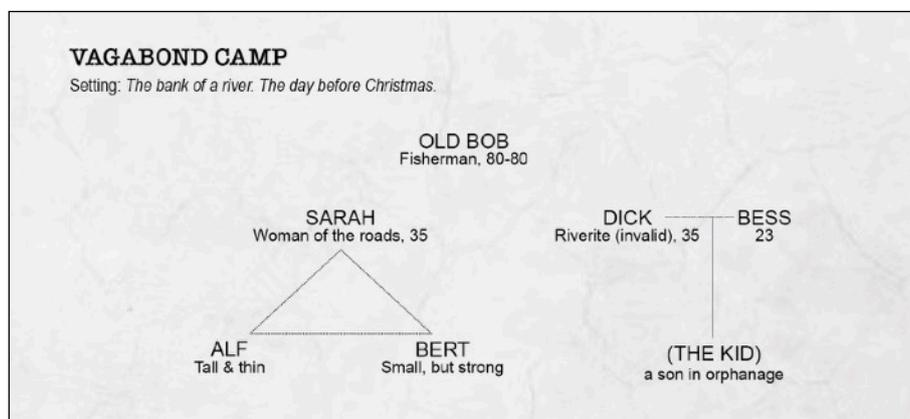 VAGABOND CAMP
Setting: The bank of a river. The day before Christmas.
OLD BOB
Fisherman, 80-80
SARAH
Woman of the roads, 35
DICK
Riverite (invalid), 35
BESS
23
ALF
Tall & thin
BERT
Small, but strong
(THE KID)
a son in orphanage